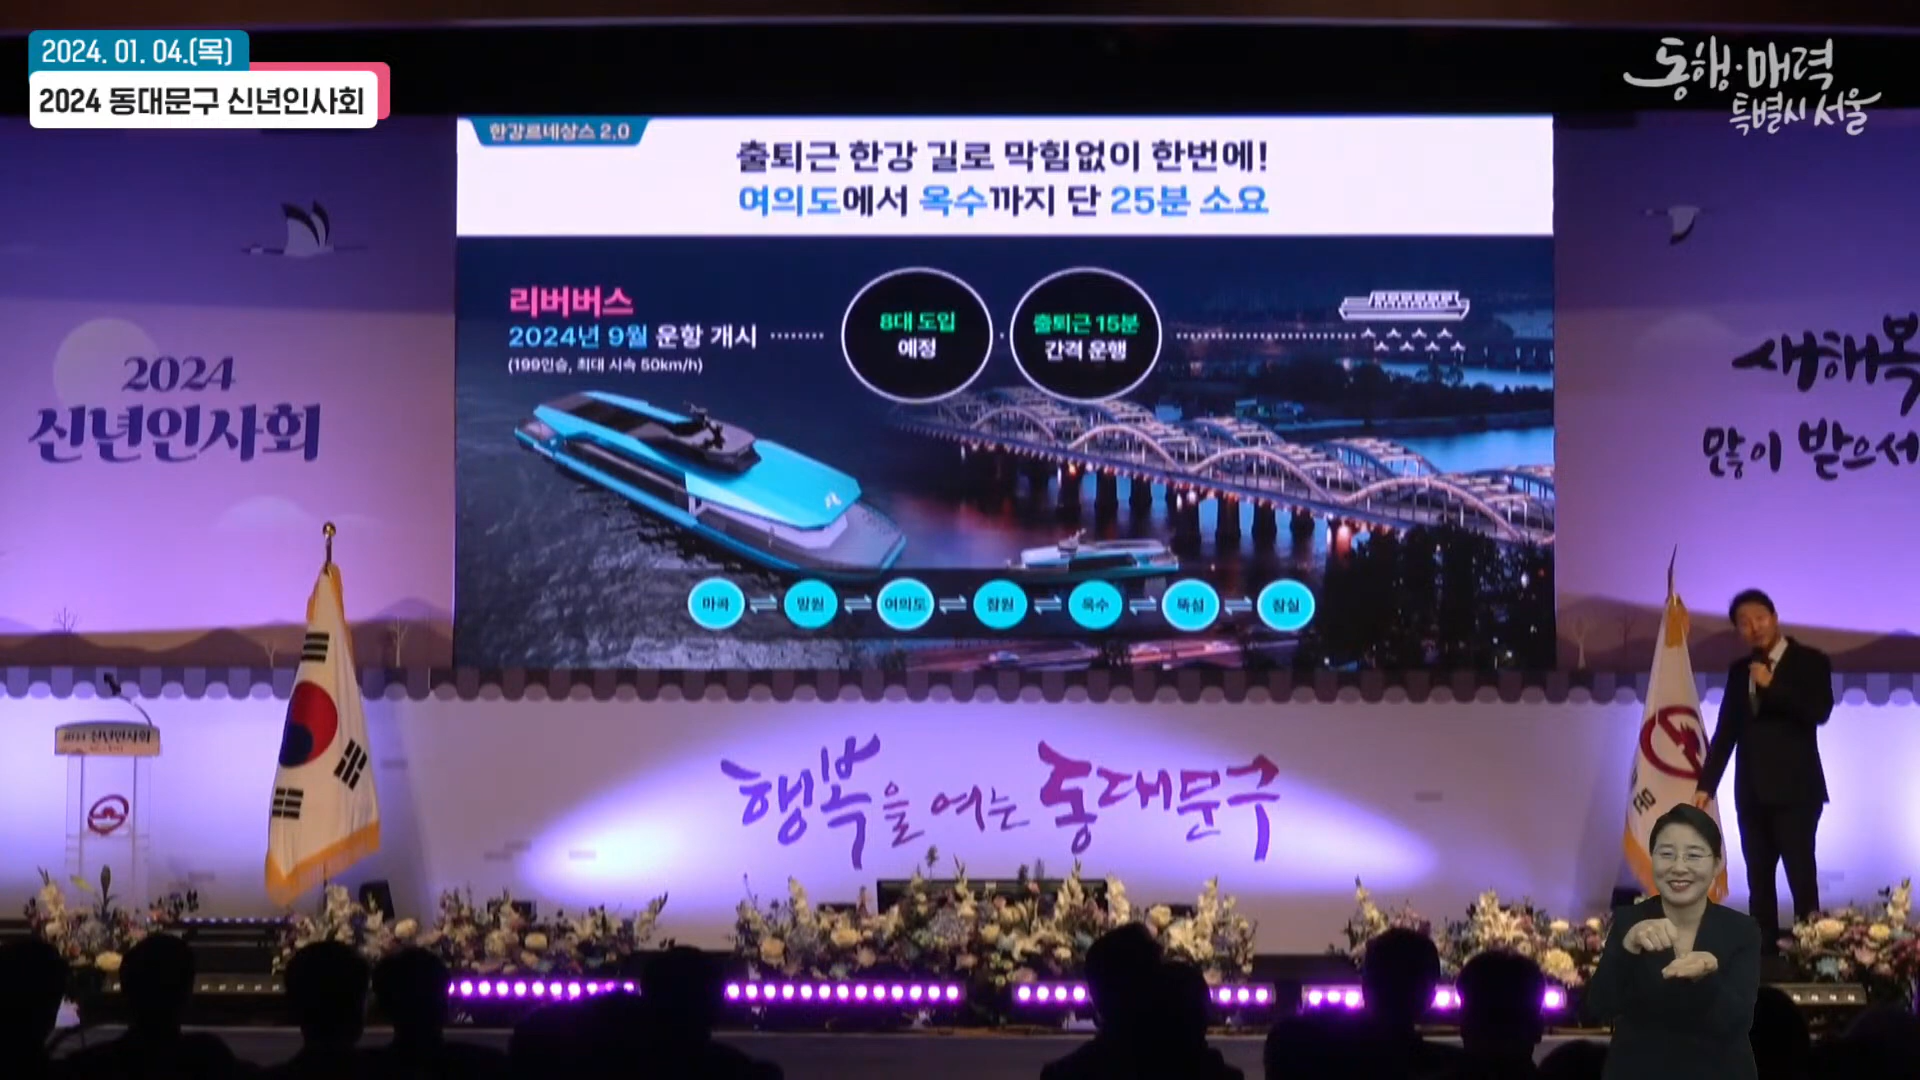 2024. 01. 04.(목)
2024 동대문구 신년인사회
동행·매력
특별시 서울
한강르네상스 2.0
출퇴근 한강 길로 막힘없이 한번에!
여의도에서 옥수까지 단 25분 소요
리버버스
2024년 9월 운항 개시
(199인승, 최대 시속 50km/h)
8대 도입
예정
출퇴근 15분
간격 운행
마곡 망원 여의도 잠원 옥수 뚝섬 잠실
2024
신년인사회
새해복
많이 받으세
2024 신년인사회
행복을 여는 동대문구